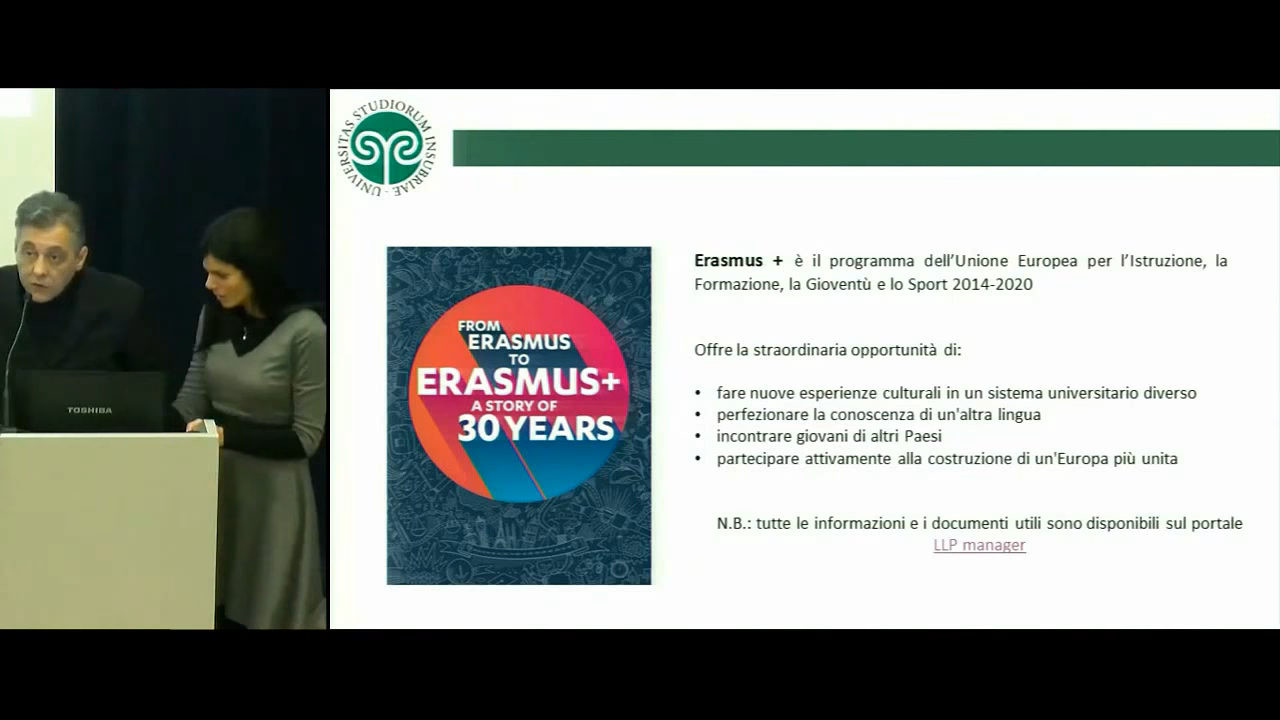 UNIVERSITAS STUDIORUM INSUBRIAE
TOSHIBA
FROM
ERASMUS
TO
ERASMUS+
A STORY OF
30 YEARS
Erasmus + è il programma dell’Unione Europea per l’Istruzione, la
Formazione, la Gioventù e lo Sport 2014-2020
Offre la straordinaria opportunità di:
• fare nuove esperienze culturali in un sistema universitario diverso
• perfezionare la conoscenza di un'altra lingua
• incontrare giovani di altri Paesi
• partecipare attivamente alla costruzione di un'Europa più unita
N.B.: tutte le informazioni e i documenti utili sono disponibili sul portale
LLP manager